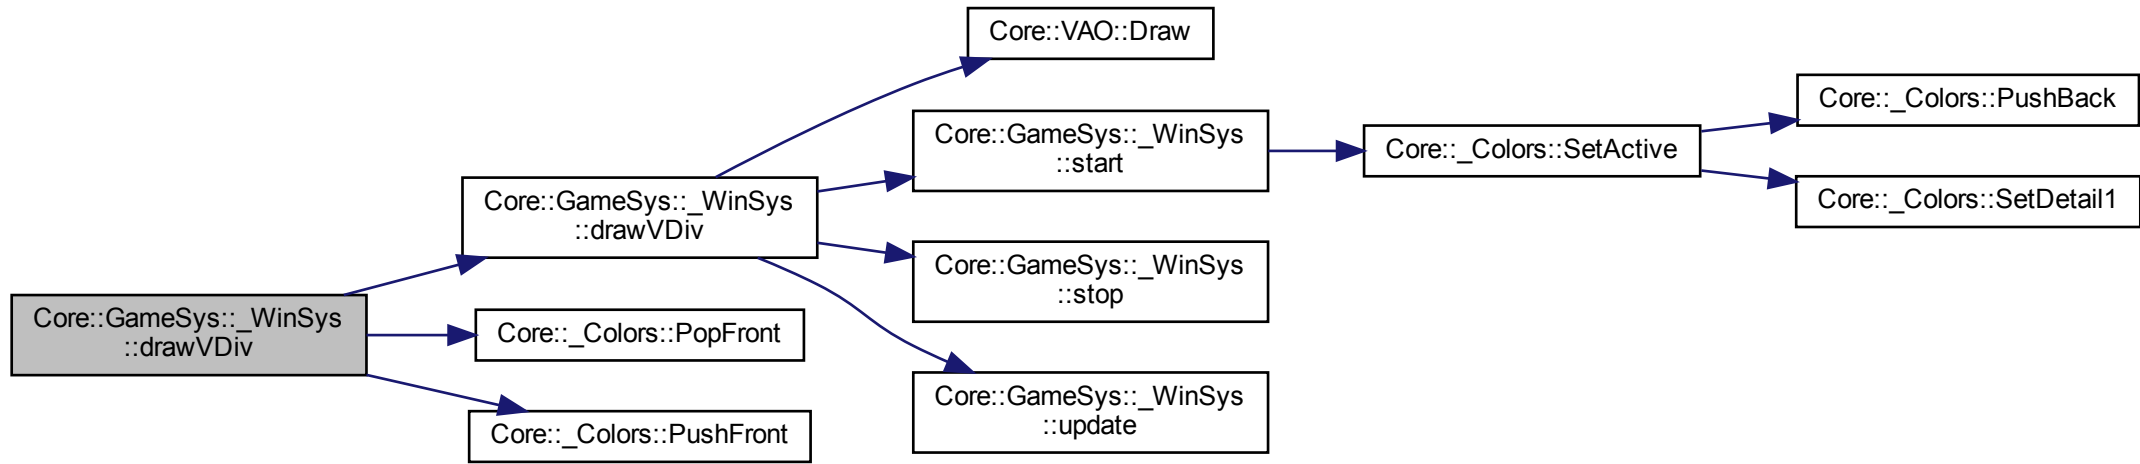 Core::VAO::Draw
Core::GameSys::_WinSys
::start
Core::_Colors::SetActive
Core::_Colors::PushBack
Core::_Colors::SetDetail1
Core::GameSys::_WinSys
::drawVDiv
Core::GameSys::_WinSys
::stop
Core::GameSys::_WinSys
::drawVDiv
Core::_Colors::PopFront
Core::GameSys::_WinSys
::update
Core::_Colors::PushFront